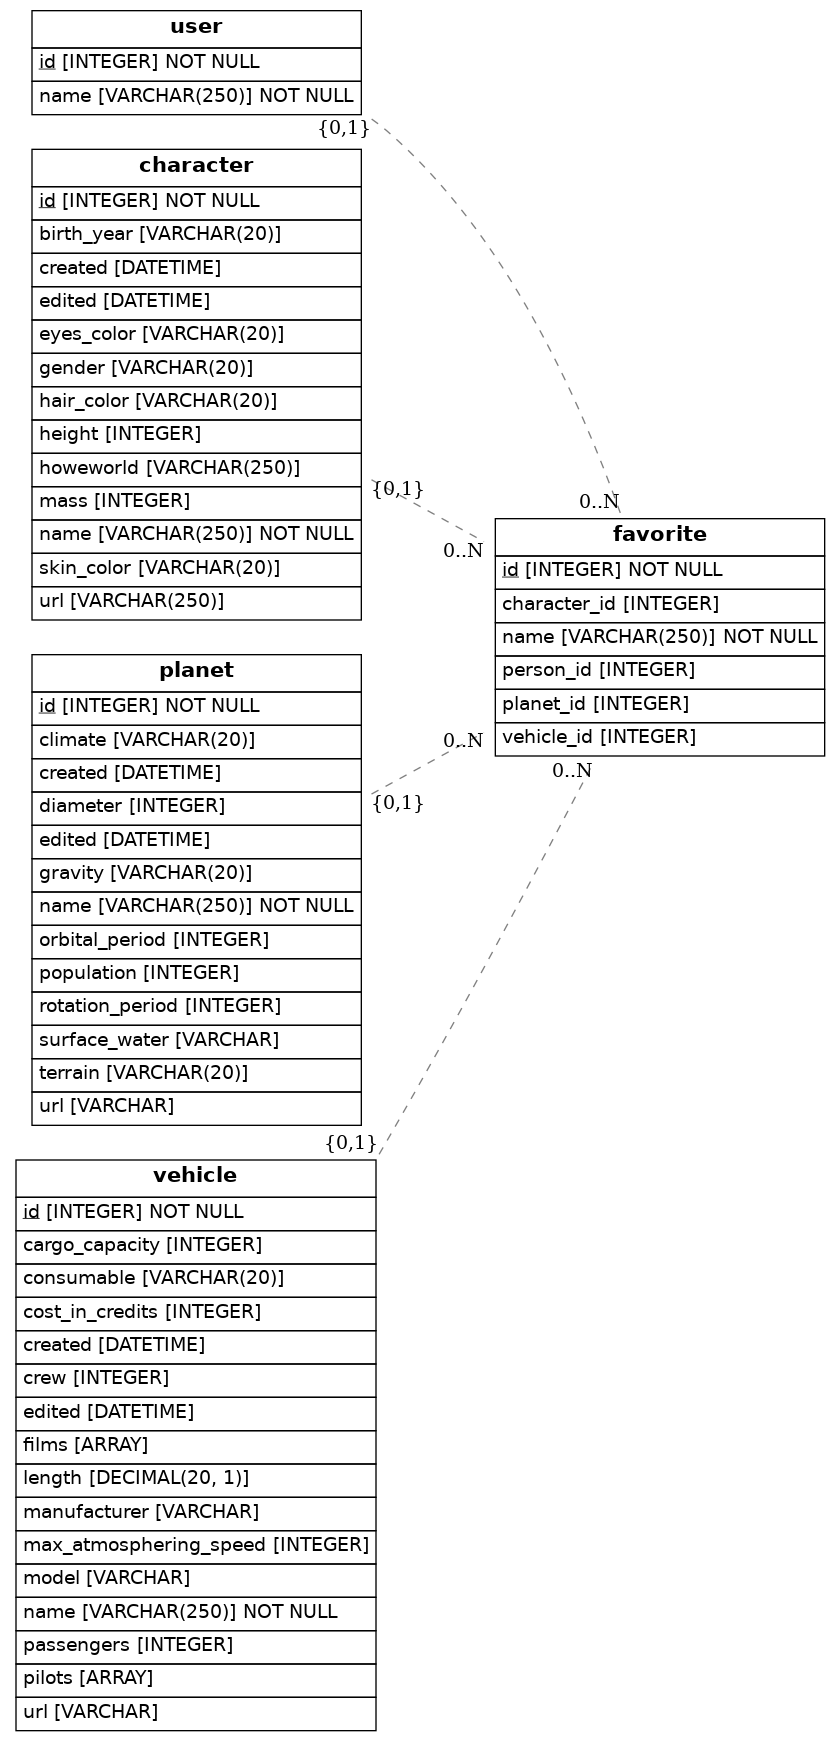 user
id [INTEGER] NOT NULL
name [VARCHAR(250)] NOT NULL
{0,1}
character
id [INTEGER] NOT NULL
birth_year [VARCHAR(20)]
created [DATETIME]
edited [DATETIME]
eyes_color [VARCHAR(20)]
gender [VARCHAR(20)]
hair_color [VARCHAR(20)]
height [INTEGER]
howeworld [VARCHAR(250)]
mass [INTEGER]
name [VARCHAR(250)] NOT NULL
skin_color [VARCHAR(20)]
url [VARCHAR(250)]
{0,1}
0..N
0..N
favorite
id [INTEGER] NOT NULL
character_id [INTEGER]
name [VARCHAR(250)] NOT NULL
person_id [INTEGER]
planet_id [INTEGER]
vehicle_id [INTEGER]
0..N
0..N
planet
id [INTEGER] NOT NULL
climate [VARCHAR(20)]
created [DATETIME]
diameter [INTEGER]
edited [DATETIME]
gravity [VARCHAR(20)]
name [VARCHAR(250)] NOT NULL
orbital_period [INTEGER]
population [INTEGER]
rotation_period [INTEGER]
surface_water [VARCHAR]
terrain [VARCHAR(20)]
url [VARCHAR]
{0,1}
{0,1}
vehicle
id [INTEGER] NOT NULL
cargo_capacity [INTEGER]
consumable [VARCHAR(20)]
cost_in_credits [INTEGER]
created [DATETIME]
crew [INTEGER]
edited [DATETIME]
films [ARRAY]
length [DECIMAL(20, 1)]
manufacturer [VARCHAR]
max_atmosphering_speed [INTEGER]
model [VARCHAR]
name [VARCHAR(250)] NOT NULL
passengers [INTEGER]
pilots [ARRAY]
url [VARCHAR]